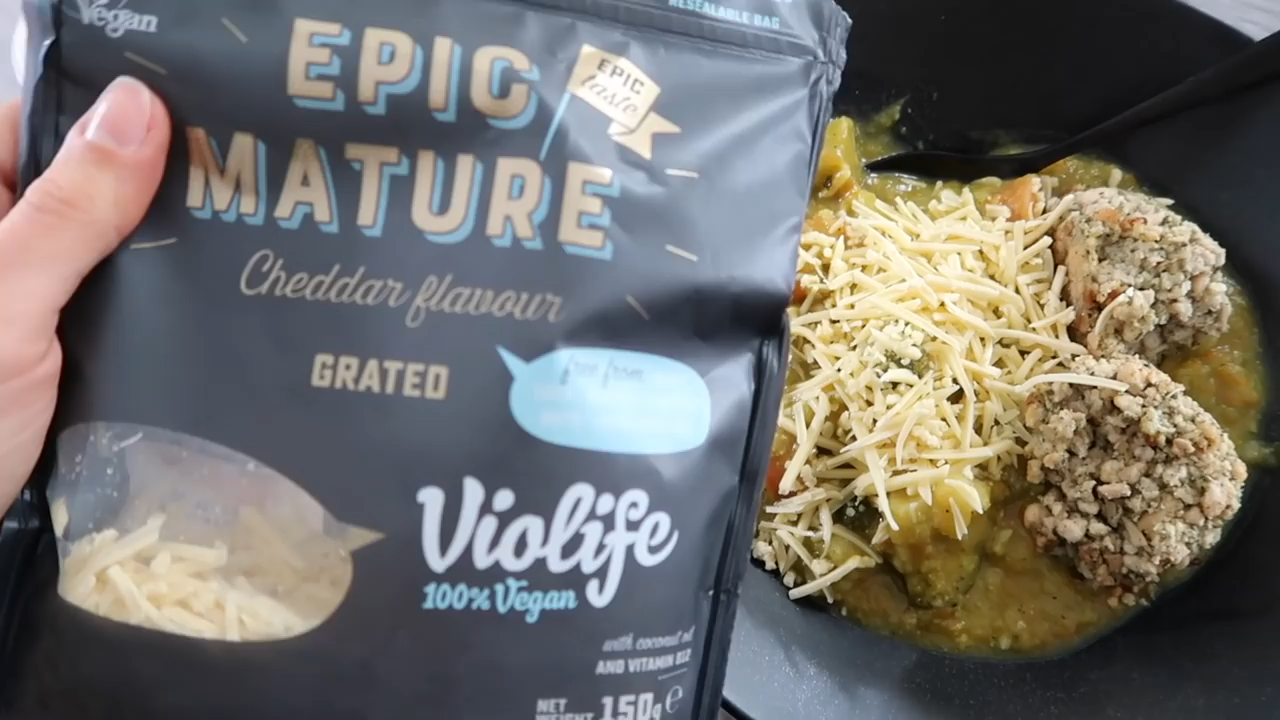 Vegan
RESEALABLE BAG
EPIC
MATURE
EPIC
taste
Cheddar flavour
GRATED
free from
Violife
100% Vegan
with coconut oil
AND VITAMIN B12
NET
WEIGHT 150g e